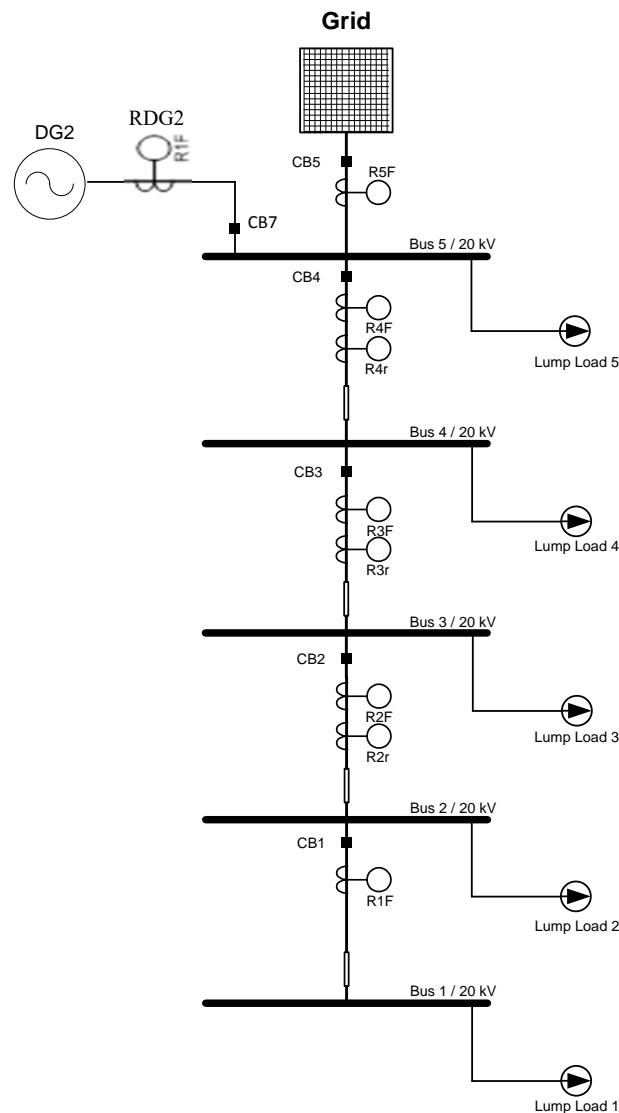 Grid
RDG2
R1F
DG2
CB5
R5F
CB7
Bus 5 / 20 kV
CB4
R4F
R4r
Lump Load 5
Bus 4 / 20 kV
CB3
R3F
R3r
Lump Load 4
Bus 3 / 20 kV
CB2
R2F
R2r
Lump Load 3
Bus 2 / 20 kV
CB1
R1F
Lump Load 2
Bus 1 / 20 kV
Lump Load 1